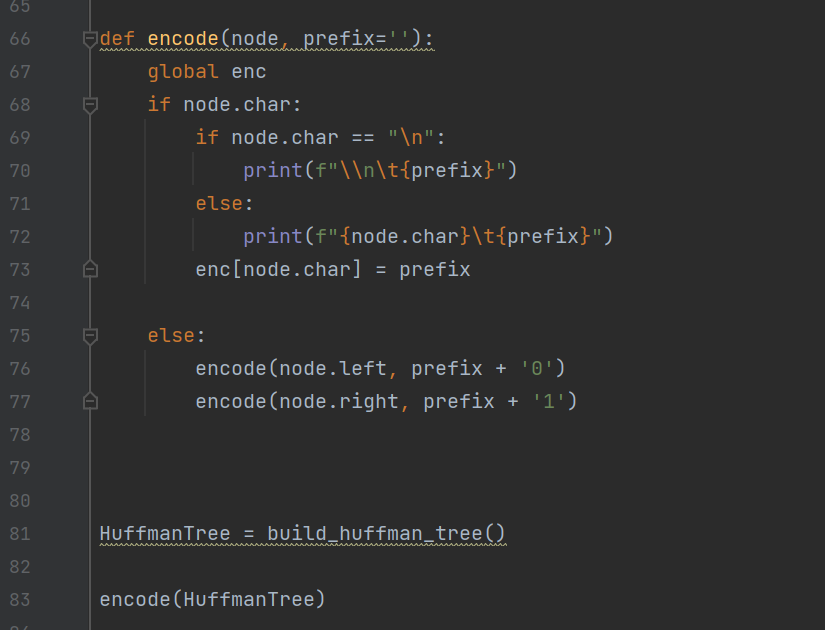 65
66 def encode(node, prefix=''):
67     global enc
68     if node.char:
69         if node.char == "\n":
70             print(f"\\n\t{prefix}")
71         else:
72             print(f"{node.char}\t{prefix}")
73         enc[node.char] = prefix
74
75     else:
76         encode(node.left, prefix + '0')
77         encode(node.right, prefix + '1')
78
79
80
81 HuffmanTree = build_huffman_tree()
82
83 encode(HuffmanTree)